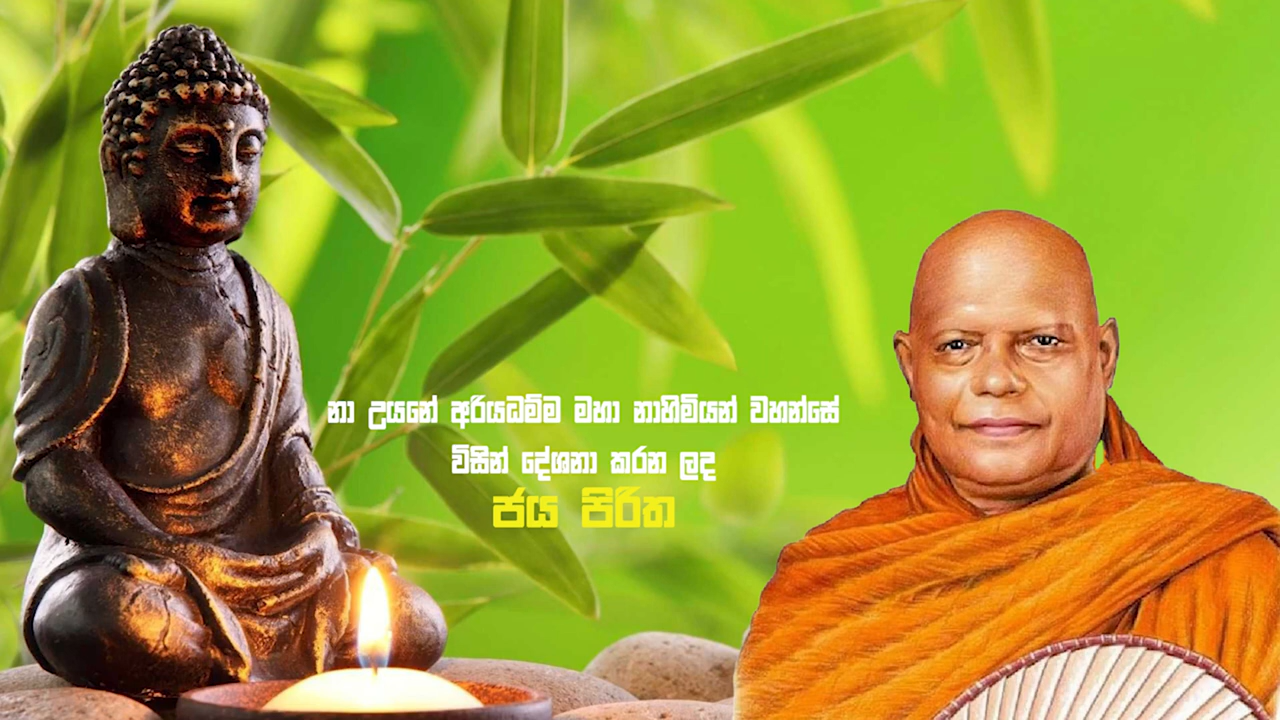 නා උයනේ අරියධම්ම මහා නාහිමියන් වහන්සේ
විසින් දේශනා කරන ලද
ජය පිරිත